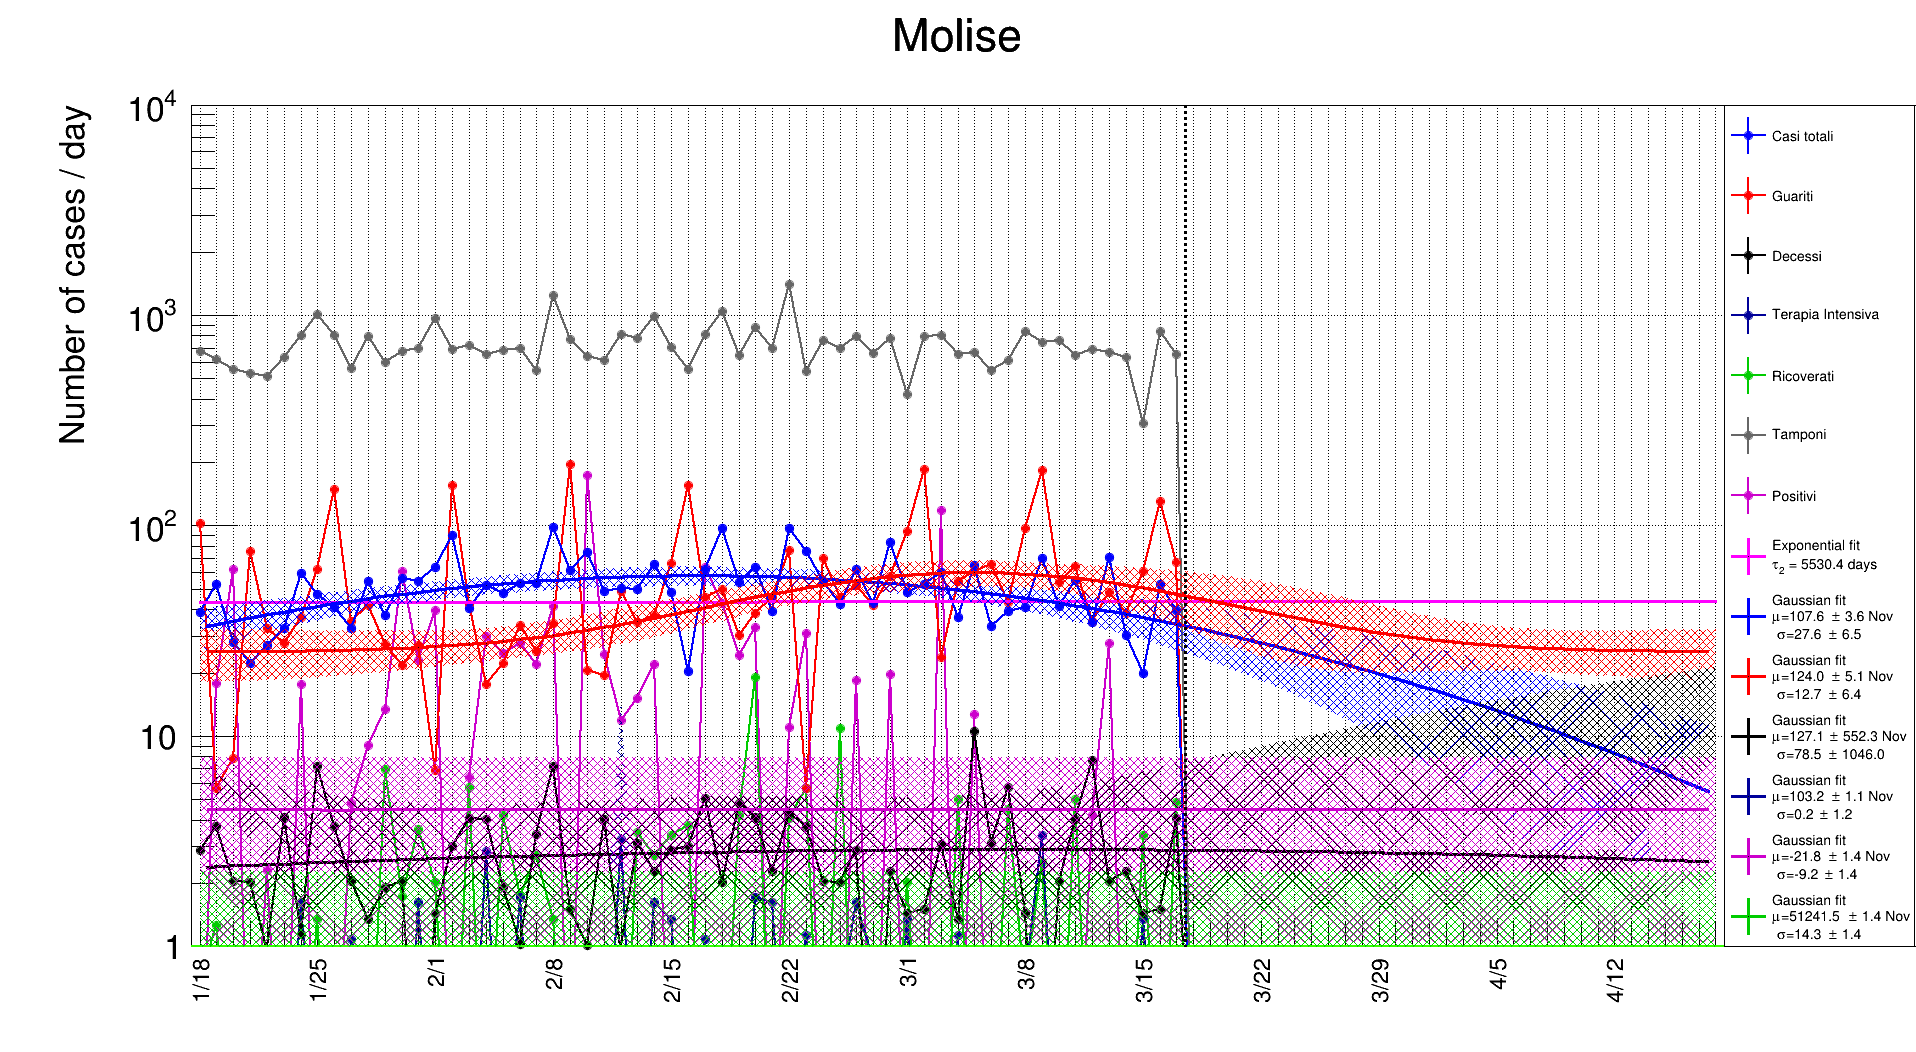 Molise
Number of cases / day
10^4
10^3
10^2
10
1
1/18
1/25
2/1
2/8
2/15
2/22
3/1
3/8
3/15
3/22
3/29
4/5
4/12
Casi totali
Guariti
Decessi
Terapia Intensiva
Ricoverati
Tamponi
Positivi
Exponential fit
τ₂ = 5530.4 days
Gaussian fit
μ=107.6 ± 3.6 Nov
σ=27.6 ± 6.5
Gaussian fit
μ=124.0 ± 5.1 Nov
σ=12.7 ± 6.4
Gaussian fit
μ=127.1 ± 552.3 Nov
σ=78.5 ± 1046.0
Gaussian fit
μ=103.2 ± 1.1 Nov
σ=0.2 ± 1.2
Gaussian fit
μ=-21.8 ± 1.4 Nov
σ=-9.2 ± 1.4
Gaussian fit
μ=51241.5 ± 1.4 Nov
σ=14.3 ± 1.4